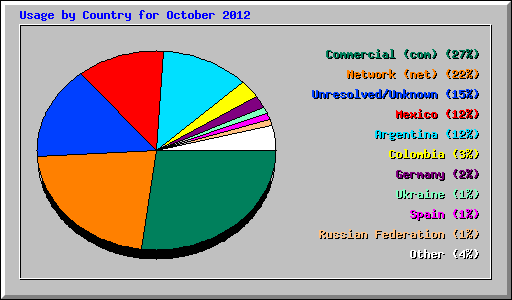 Usage by Country for October 2012
Commercial (com) (27%)
Network (net) (22%)
Unresolved/Unknown (15%)
Mexico (12%)
Argentina (12%)
Colombia (3%)
Germany (2%)
Ukraine (1%)
Spain (1%)
Russian Federation (1%)
Other (4%)